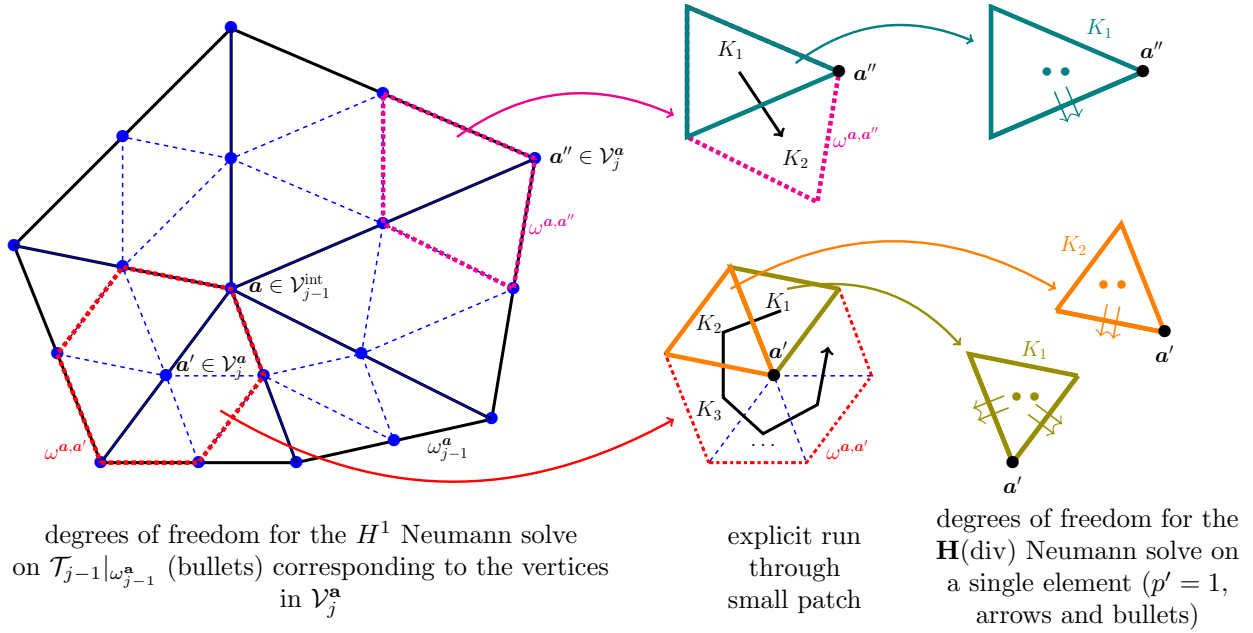 K₁
K₁
a″
a″
K₂
ω^{a,a″}
a″ ∈ 𝒱_j^a
ω^{a,a″}
K₂
a ∈ 𝒱_{j−1}^{int}
K₁
K₂
a′
a′
K₁
a′ ∈ 𝒱_j^a
K₃
...
ω^{a,a′}
ω_{j−1}^a
ω^{a,a′}
a′
degrees of freedom for the H¹ Neumann solve
on 𝒯_{j−1}|_{ω_{j−1}^a} (bullets) corresponding to the vertices
in 𝒱_j^a
explicit run
through
small patch
degrees of freedom for the
H(div) Neumann solve on
a single element (p′ = 1,
arrows and bullets)